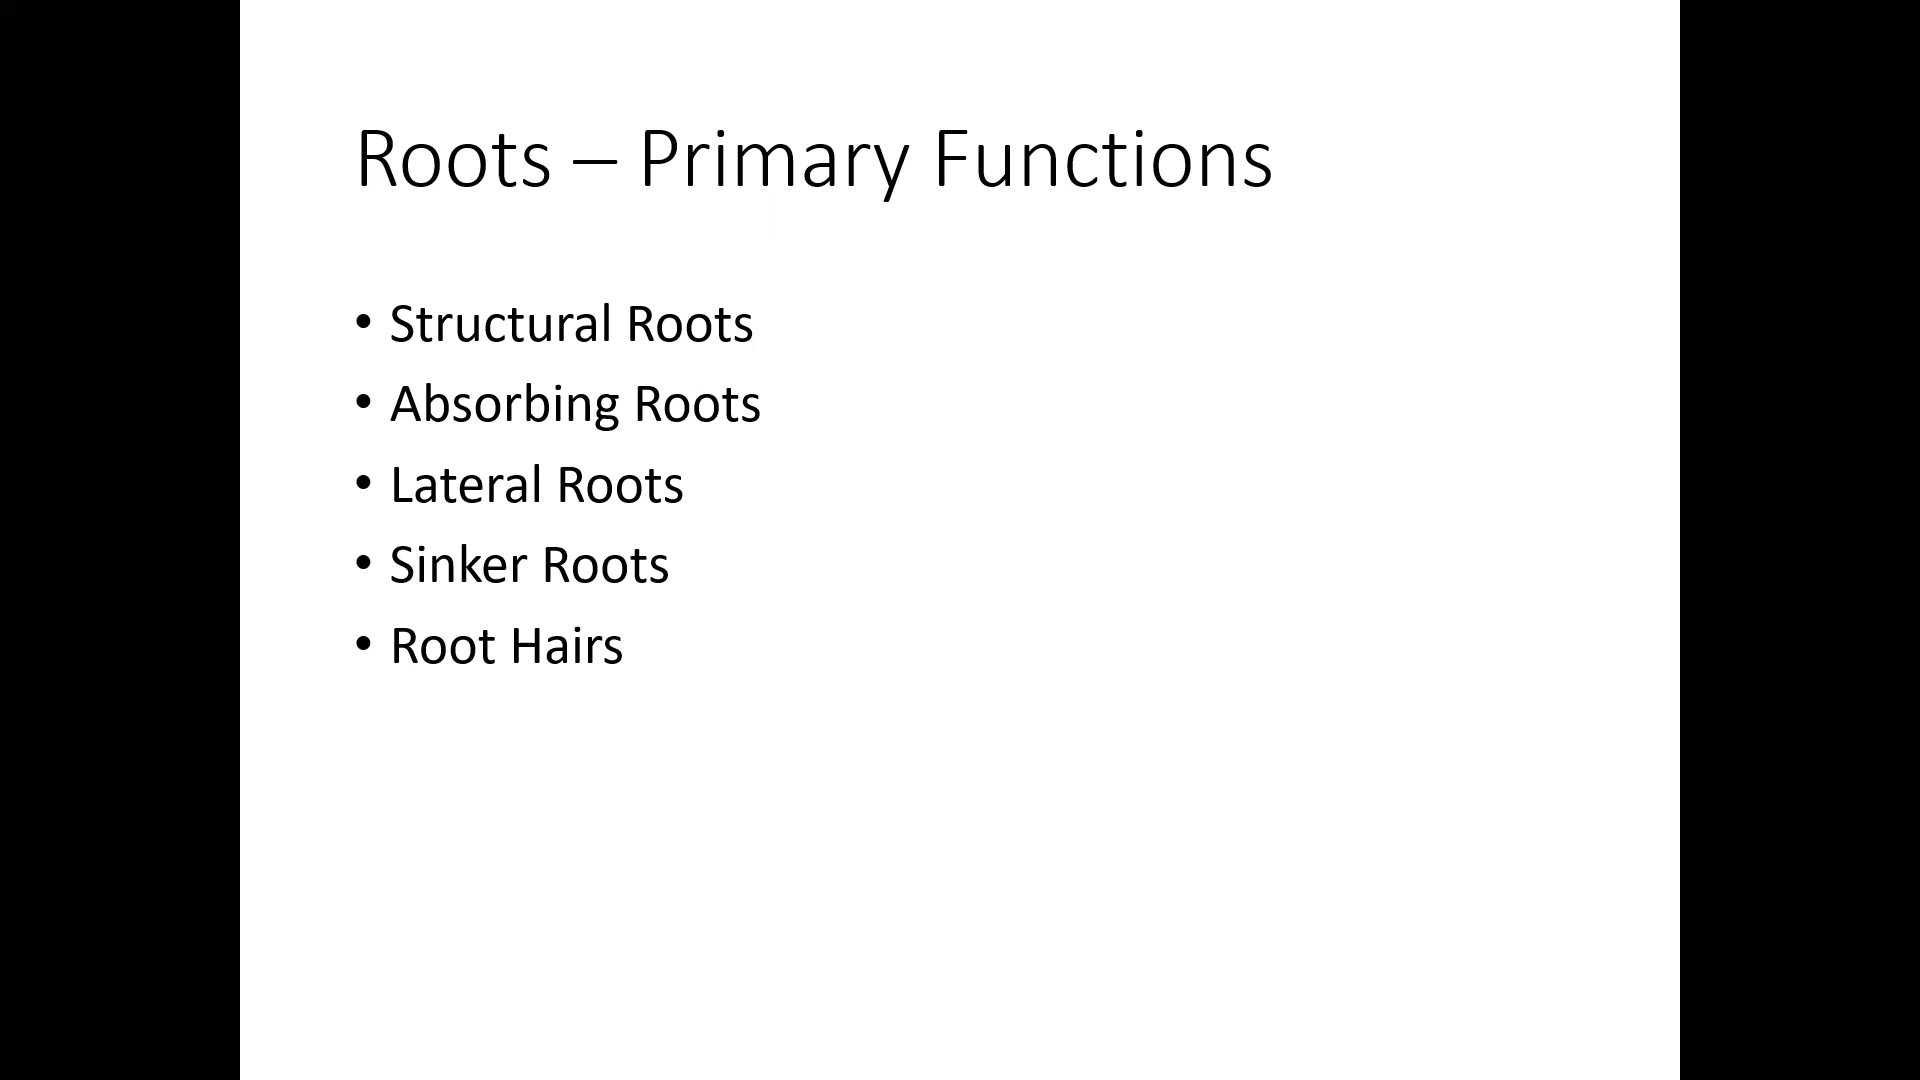 Roots – Primary Functions
• Structural Roots
• Absorbing Roots
• Lateral Roots
• Sinker Roots
• Root Hairs